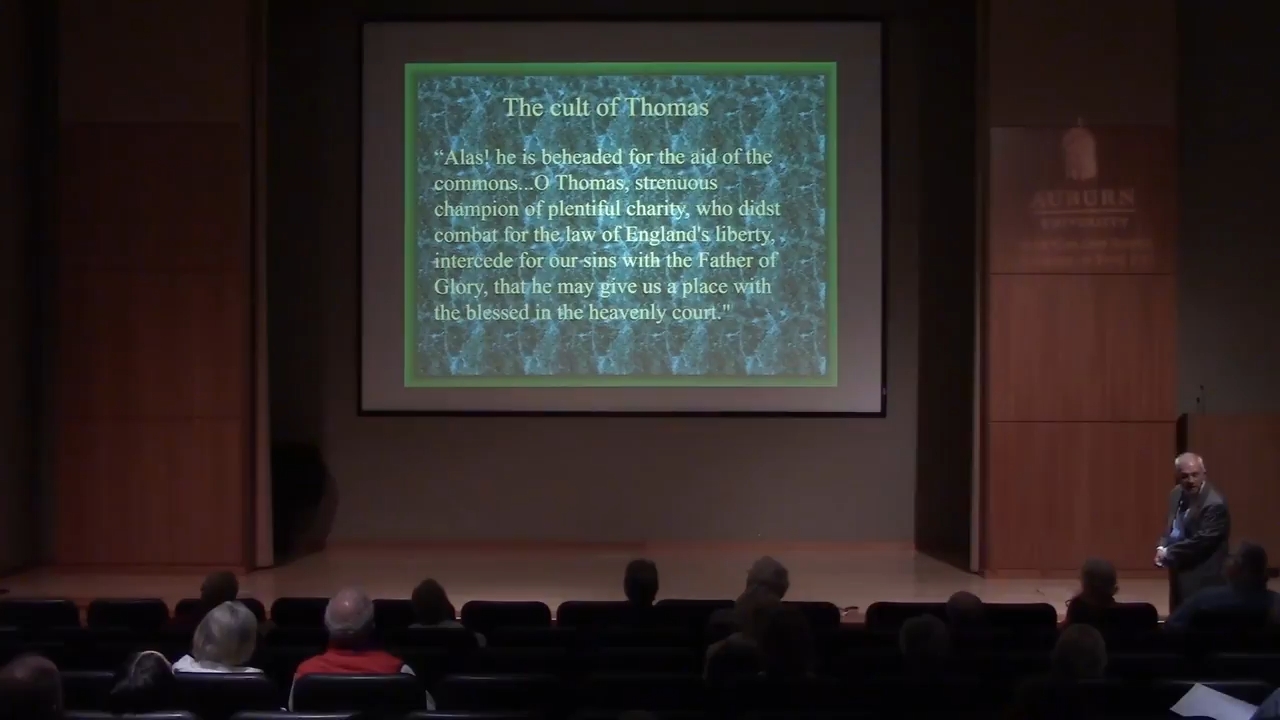 The cult of Thomas
“Alas! he is beheaded for the aid of the
commons...O Thomas, strenuous
champion of plentiful charity, who didst
combat for the law of England's liberty,
intercede for our sins with the Father of
Glory, that he may give us a place with
the blessed in the heavenly court."
AUBURN
UNIVERSITY